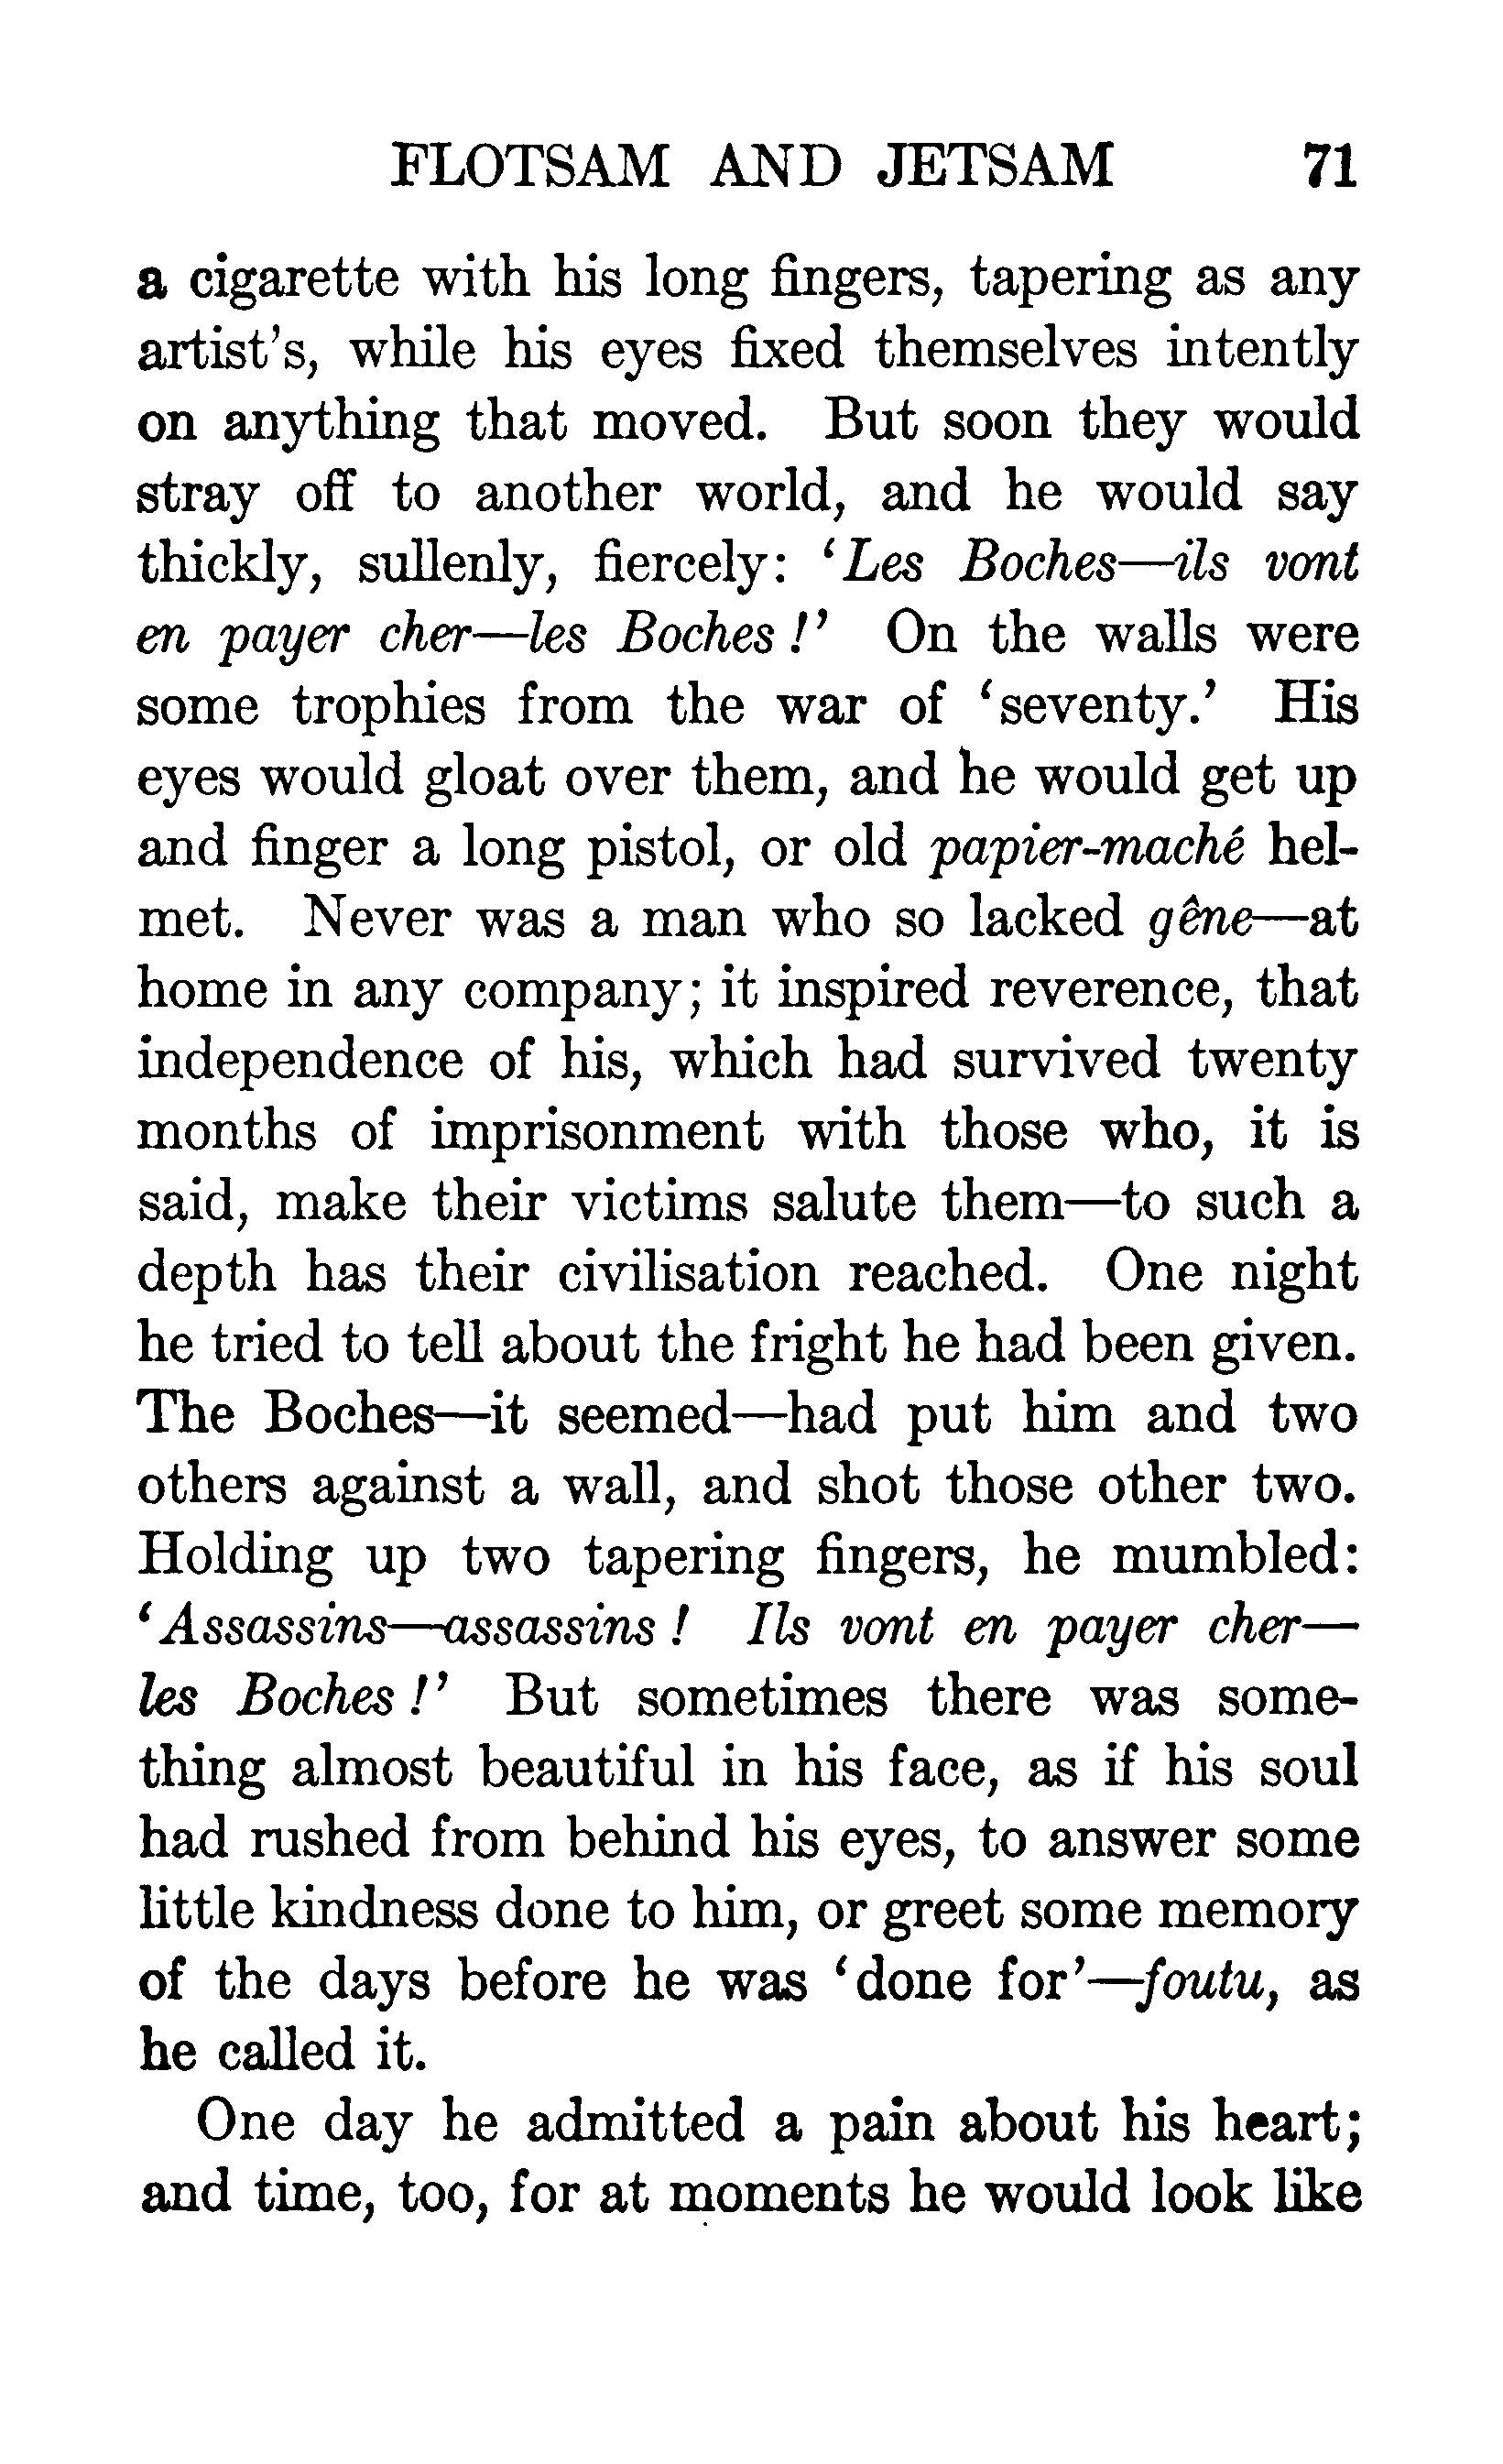 FLOTSAM AND JETSAM 71
a cigarette with his long fingers, tapering as any
artist's, while his eyes fixed themselves intently
on anything that moved. But soon they would
stray off to another world, and he would say
thickly, sullenly, fiercely: ‘Les Boches—ils vont
en payer cher—les Boches!’ On the walls were
some trophies from the war of ‘seventy.’ His
eyes would gloat over them, and he would get up
and finger a long pistol, or old papier-maché hel-
met. Never was a man who so lacked gêne—at
home in any company; it inspired reverence, that
independence of his, which had survived twenty
months of imprisonment with those who, it is
said, make their victims salute them—to such a
depth has their civilisation reached. One night
he tried to tell about the fright he had been given.
The Boches—it seemed—had put him and two
others against a wall, and shot those other two.
Holding up two tapering fingers, he mumbled:
‘Assassins—assassins! Ils vont en payer cher—
les Boches!’ But sometimes there was some-
thing almost beautiful in his face, as if his soul
had rushed from behind his eyes, to answer some
little kindness done to him, or greet some memory
of the days before he was ‘done for’—foutu, as
he called it.
One day he admitted a pain about his heart;
and time, too, for at moments he would look like